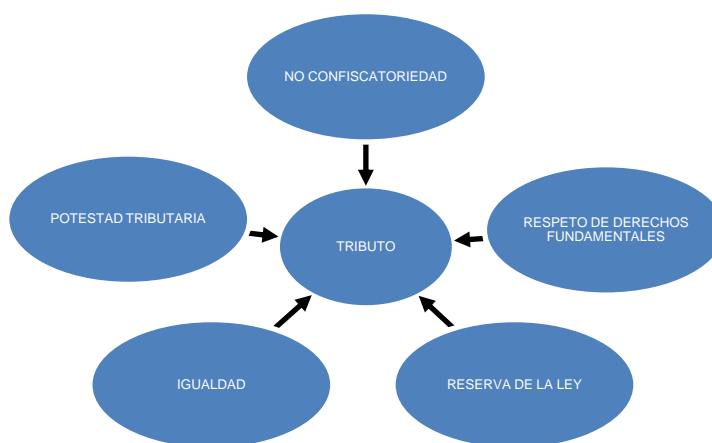 NO CONFISCATORIEDAD
POTESTAD TRIBUTARIA
TRIBUTO
RESPETO DE DERECHOS
FUNDAMENTALES
IGUALDAD
RESERVA DE LA LEY